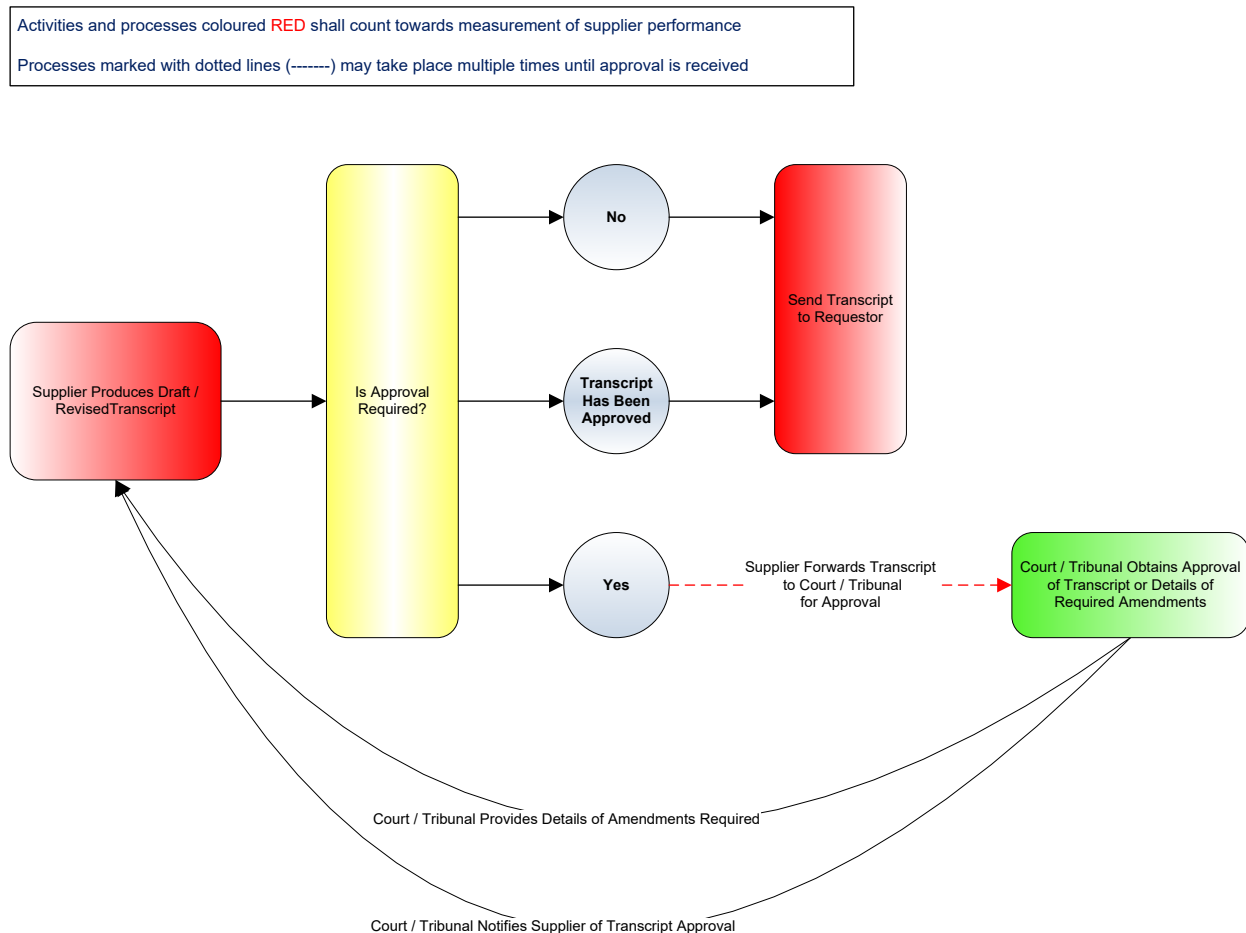 Activities and processes coloured RED shall count towards measurement of supplier performance
Processes marked with dotted lines (-------) may take place multiple times until approval is received
No
Send Transcript
to Requestor
Supplier Produces Draft /
RevisedTranscript
Is Approval
Required?
Transcript
Has Been
Approved
Yes
Supplier Forwards Transcript
to Court / Tribunal
for Approval
Court / Tribunal Obtains Approval
of Transcript or Details of
Required Amendments
Court / Tribunal Provides Details of Amendments Required
Court / Tribunal Notifies Supplier of Transcript Approval